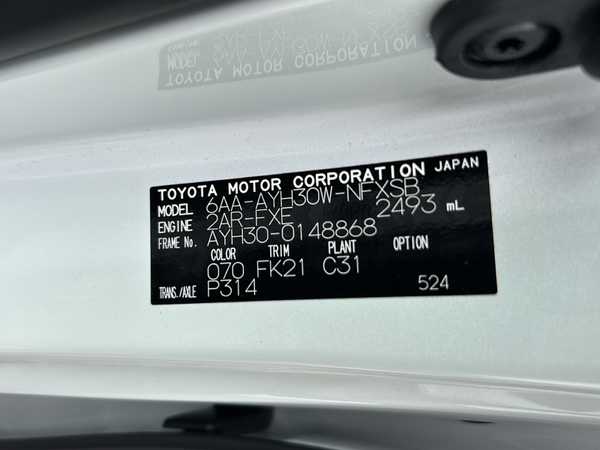 TOYOTA MOTOR CORPORATION JAPAN
MODEL 6AA-AYH30W-NFXSB
ENGINE 2AR-FXE 2493 mL
FRAME No. AYH30-0148868
COLOR TRIM PLANT OPTION
070 FK21 C31
TRANS./AXLE P314 524